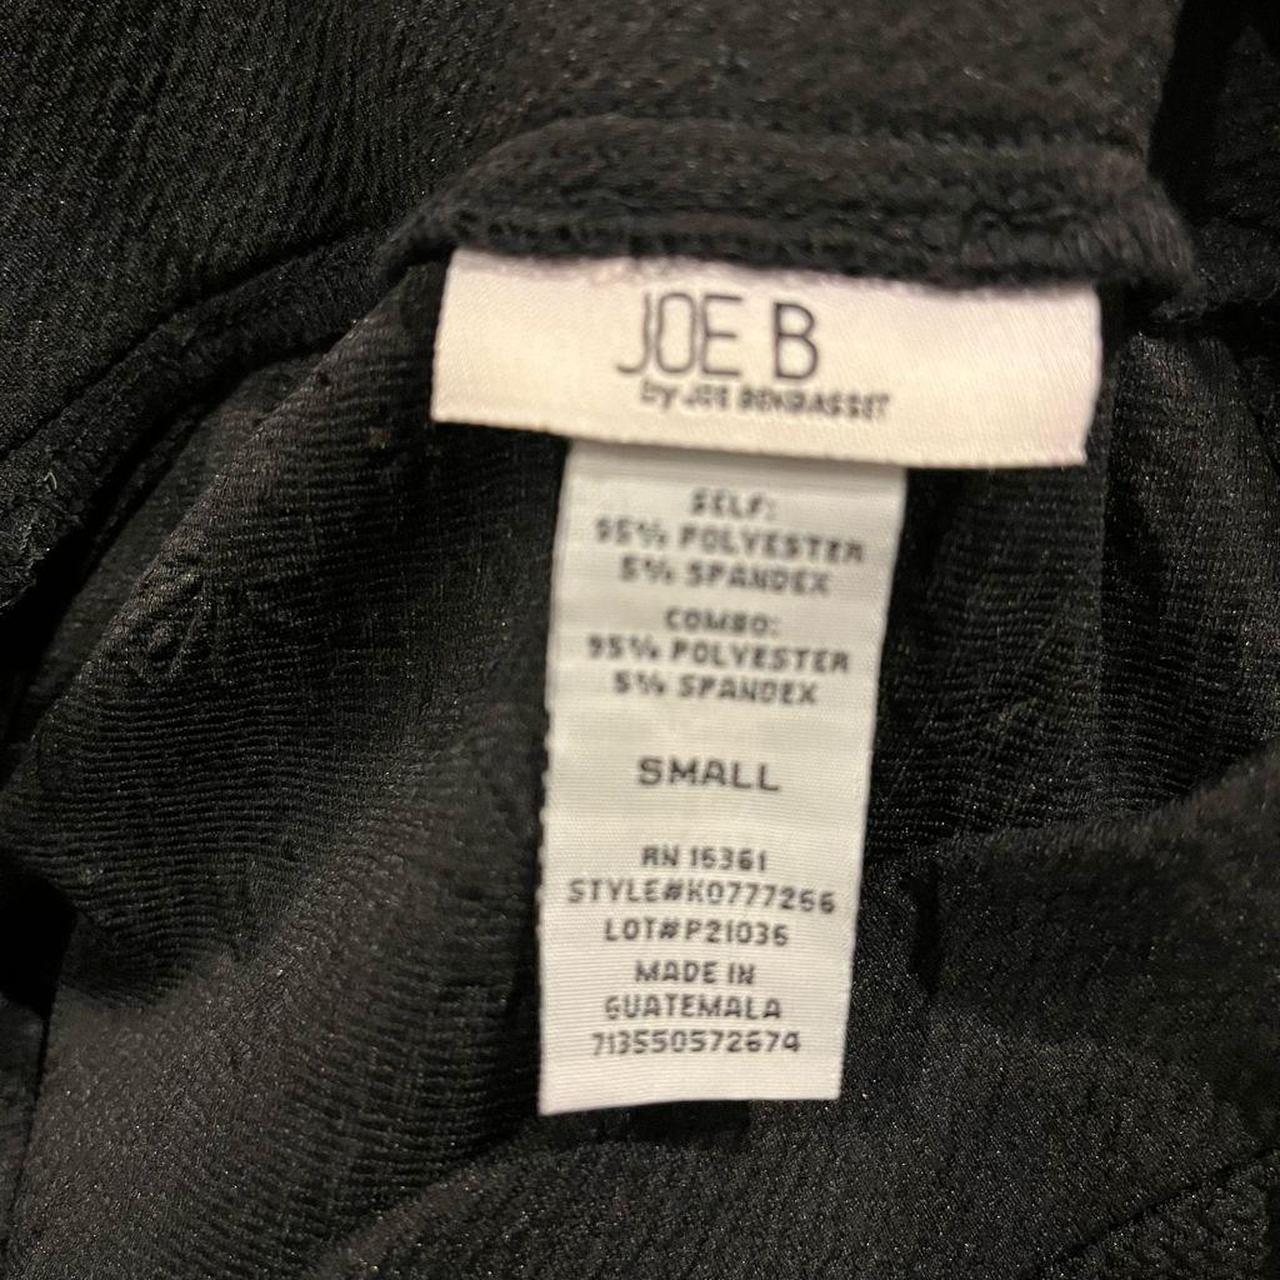 JOE B
by JOE BENBASSET
SELF:
95% POLYESTER
5% SPANDEX
COMBO:
95% POLYESTER
5% SPANDEX
SMALL
RN 16361
STYLE#K0777266
LOT#P21036
MADE IN
GUATEMALA
713550572674